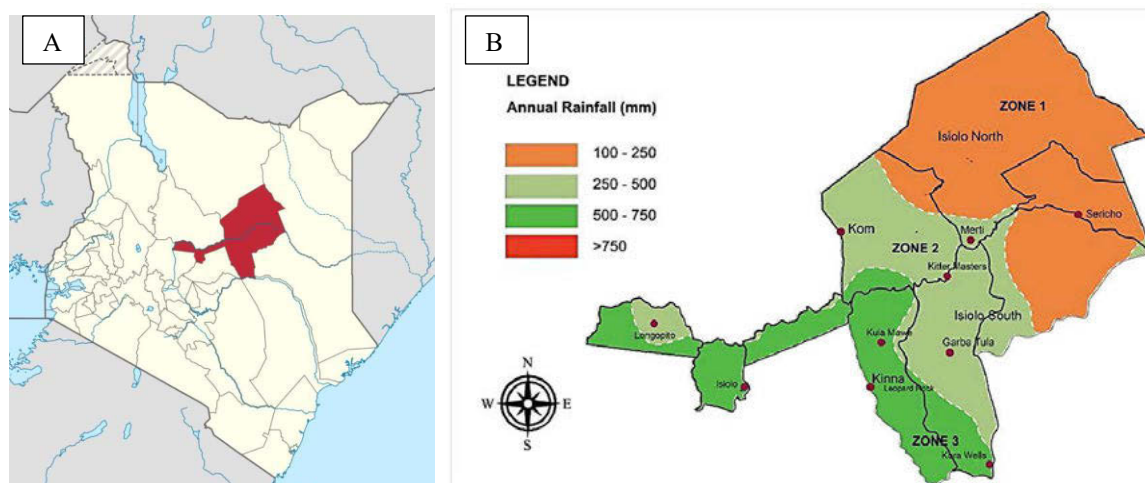 A
B
LEGEND
Annual Rainfall (mm)
100 - 250
250 - 500
500 - 750
>750
ZONE 1
Isiolo North
Sericho
Kom
Merti
ZONE 2
Kitter Masters
Isiolo South
Longopito
Kula Mawe
Garba Tula
Isiolo
Kinna
Leopard Rock
ZONE 3
Kara Wells
N
W
E
S